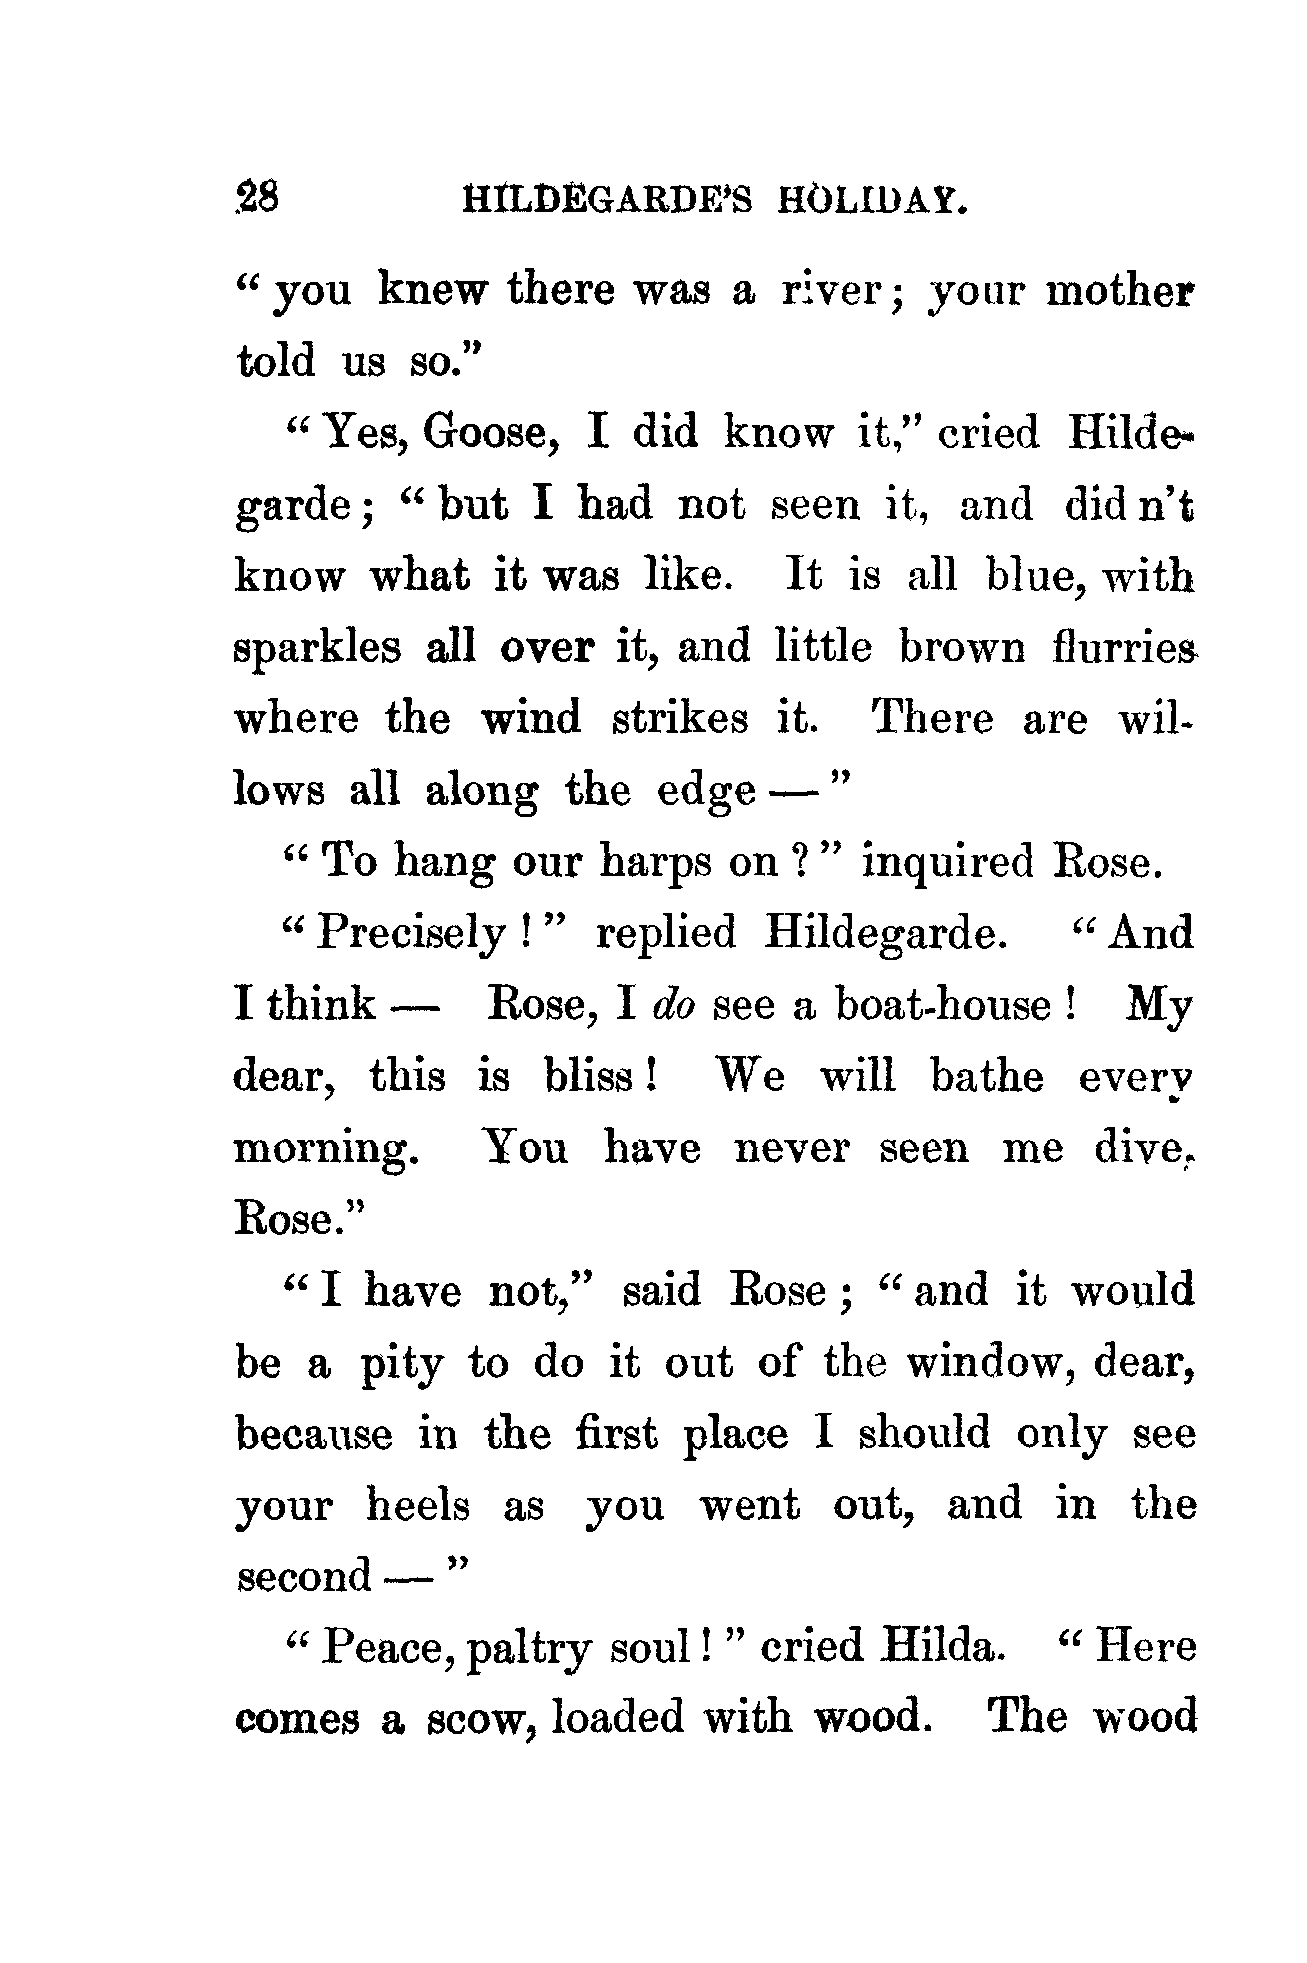 28 HILDEGARDE'S HOLIDAY.
“ you knew there was a river ; your mother
told us so.”
“ Yes, Goose, I did know it,” cried Hilde-
garde ; “ but I had not seen it, and did n’t
know what it was like. It is all blue, with
sparkles all over it, and little brown flurries
where the wind strikes it. There are wil-
lows all along the edge — ”
“ To hang our harps on ? ” inquired Rose.
“ Precisely ! ” replied Hildegarde. “ And
I think — Rose, I do see a boat-house ! My
dear, this is bliss ! We will bathe every
morning. You have never seen me dive,
Rose.”
“ I have not,” said Rose ; “ and it would
be a pity to do it out of the window, dear,
because in the first place I should only see
your heels as you went out, and in the
second — ”
“ Peace, paltry soul ! ” cried Hilda. “ Here
comes a scow, loaded with wood. The wood